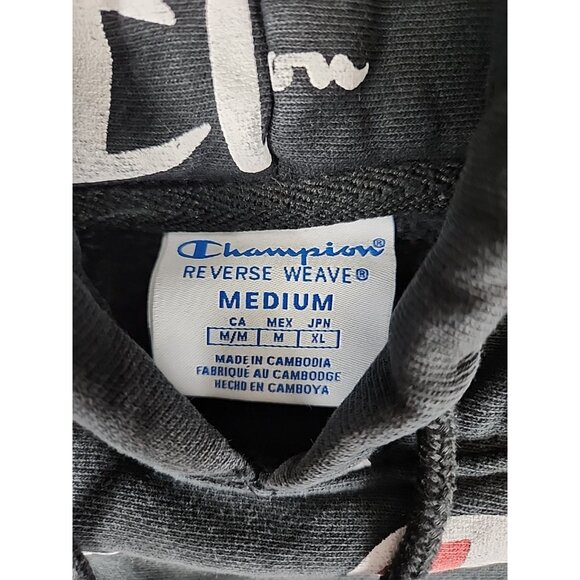 Champion®
REVERSE WEAVE®
MEDIUM
CA MEX JPN
M/M M XL
MADE IN CAMBODIA
FABRIQUÉ AU CAMBODGE
HECHO EN CAMBOYA